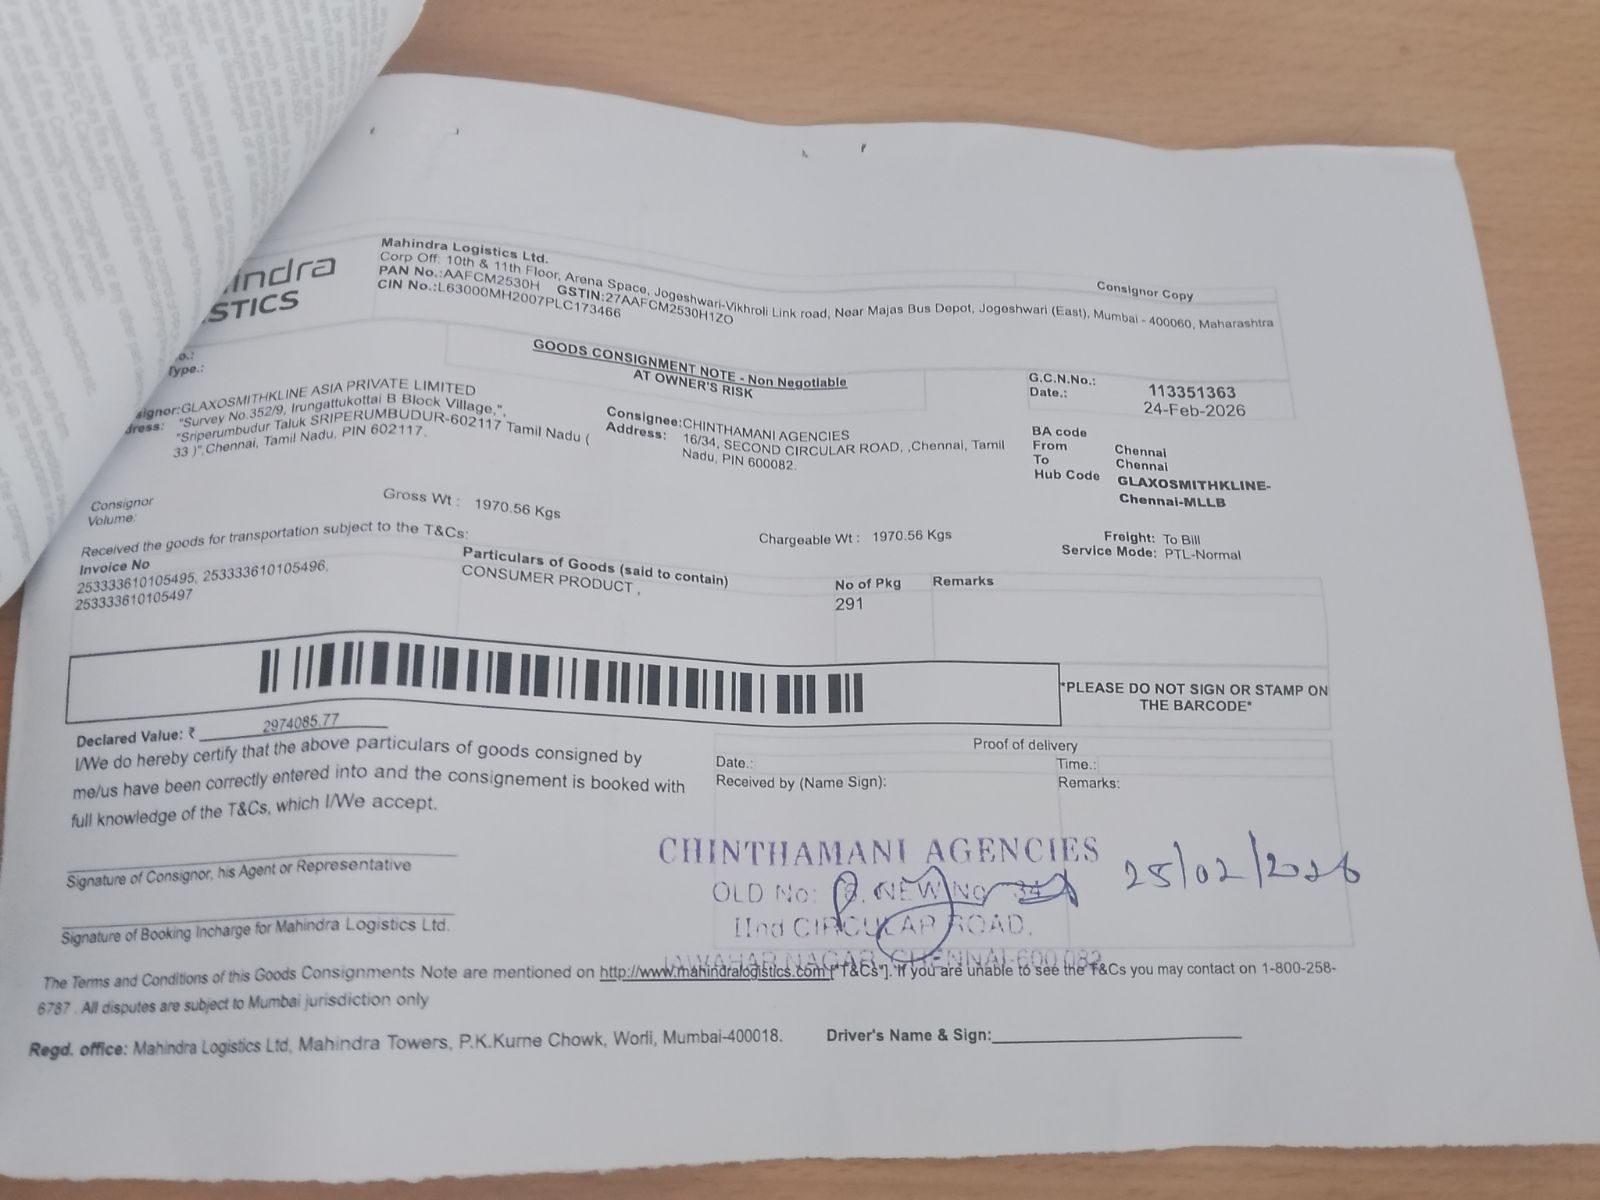 Mahindra Logistics Ltd.
Corp Off: 10th & 11th Floor, Arena Space, Jogeshwari-Vikhroli Link road, Near Majas Bus Depot, Jogeshwari (East), Mumbai - 400060, Maharashtra
PAN No.:AAFCM2530H GSTIN:27AAFCM2530H1ZO
CIN No.:L63000MH2007PLC173466
Consignor Copy
indra
STICS
GOODS CONSIGNMENT NOTE - Non Negotiable
AT OWNER'S RISK
G.C.N.No.: 113351363
Date.: 24-Feb-2026
o.:
Type.:
signor:GLAXOSMITHKLINE ASIA PRIVATE LIMITED
dress: "Survey No.352/9, Irungattukottai B Block Village,",
"Sriperumbudur Taluk SRIPERUMBUDUR-602117 Tamil Nadu (
33 )",Chennai, Tamil Nadu, PIN 602117.
Consignee:CHINTHAMANI AGENCIES
Address: 16/34, SECOND CIRCULAR ROAD, ,Chennai, Tamil
Nadu, PIN 600082.
BA code
From Chennai
To Chennai
Hub Code GLAXOSMITHKLINE-
Chennai-MLLB
Consignor
Volume:
Gross Wt : 1970.56 Kgs
Chargeable Wt : 1970.56 Kgs
Freight: To Bill
Service Mode: PTL-Normal
Received the goods for transportation subject to the T&Cs:
Invoice No
253333610105495, 253333610105496,
253333610105497
Particulars of Goods (said to contain)
CONSUMER PRODUCT ,
No of Pkg
291
Remarks
*PLEASE DO NOT SIGN OR STAMP ON
THE BARCODE*
Declared Value: ₹ 2974085.77
I/We do hereby certify that the above particulars of goods consigned by
me/us have been correctly entered into and the consignement is booked with
full knowledge of the T&Cs, which I/We accept.
Proof of delivery
Date.: Time.:
Received by (Name Sign): Remarks:
CHINTHAMANI AGENCIES
OLD No: NEW No 34
IInd CIRCULAR ROAD,
JAWAHAR NAGAR, CHENNAI-600 082
25/02/2026
Signature of Consignor, his Agent or Representative
Signature of Booking Incharge for Mahindra Logistics Ltd.
The Terms and Conditions of this Goods Consignments Note are mentioned on http://www.mahindralogistics.com ["T&Cs"]. If you are unable to see the T&Cs you may contact on 1-800-258-
6787 . All disputes are subject to Mumbai jurisdiction only
Regd. office: Mahindra Logistics Ltd, Mahindra Towers, P.K.Kurne Chowk, Worli, Mumbai-400018. Driver's Name & Sign: